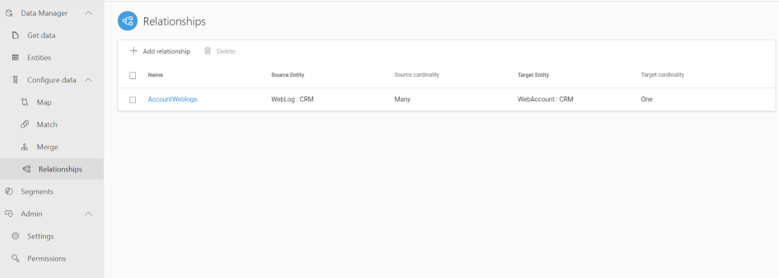 Data Manager
Get data
Entities
Configure data
Map
Match
Merge
Relationships
Segments
Admin
Settings
Permissions
Relationships
Add relationship Delete
Name Source Entity Source cardinality Target Entity Target cardinality
AccountWeblogs WebLog : CRM Many WebAccount : CRM One